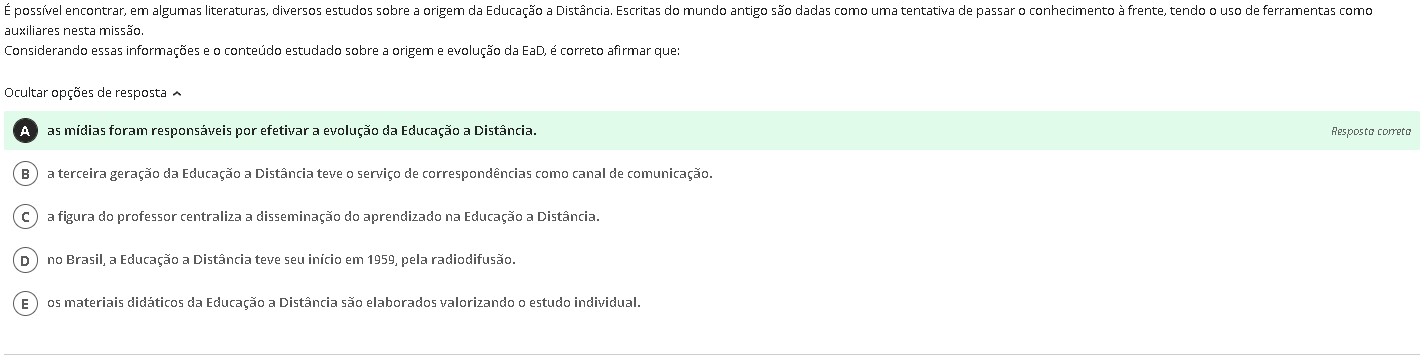 É possível encontrar, em algumas literaturas, diversos estudos sobre a origem da Educação a Distância. Escritas do mundo antigo são dadas como uma tentativa de passar o conhecimento à frente, tendo o uso de ferramentas como
auxiliares nesta missão.
Considerando essas informações e o conteúdo estudado sobre a origem e evolução da EaD, é correto afirmar que:
Ocultar opções de resposta
A as mídias foram responsáveis por efetivar a evolução da Educação a Distância. Resposta correta
B a terceira geração da Educação a Distância teve o serviço de correspondências como canal de comunicação.
C a figura do professor centraliza a disseminação do aprendizado na Educação a Distância.
D no Brasil, a Educação a Distância teve seu início em 1959, pela radiodifusão.
E os materiais didáticos da Educação a Distância são elaborados valorizando o estudo individual.